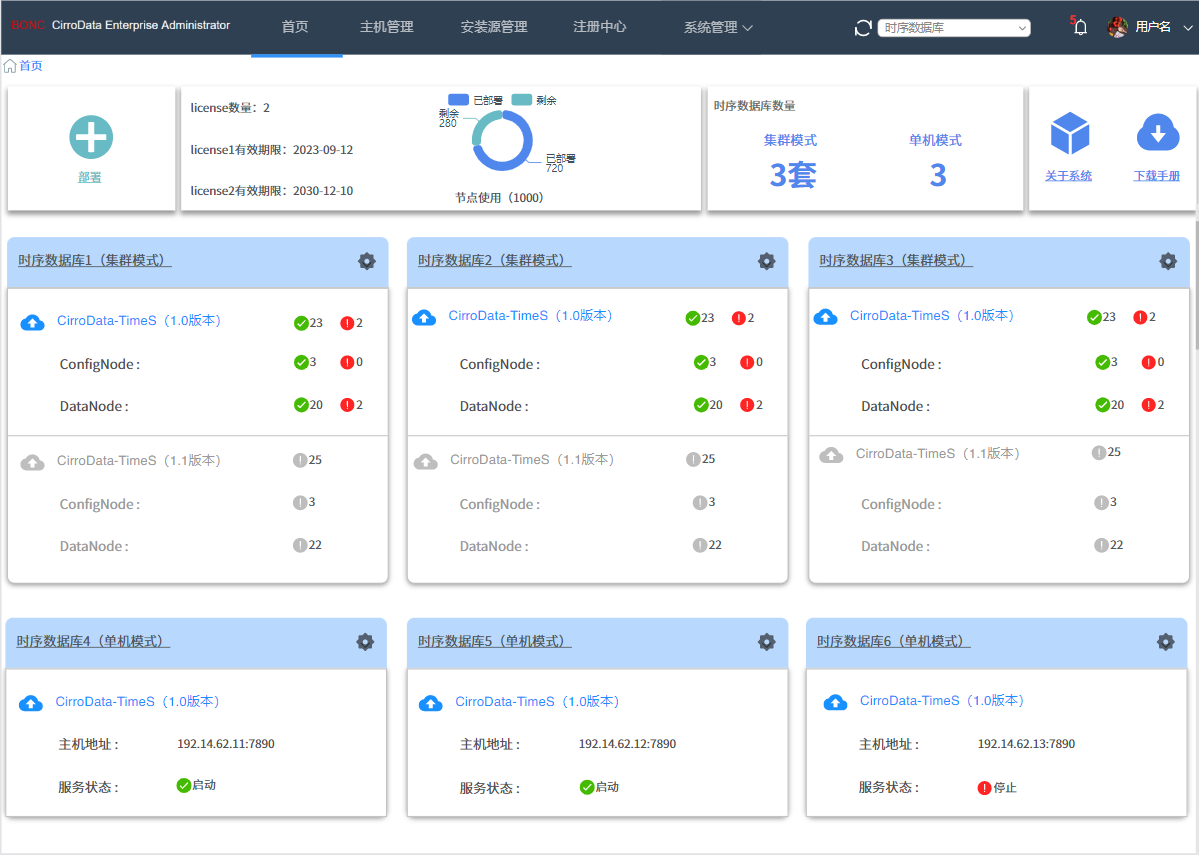 BONC CirroData Enterprise Administrator 首页 主机管理 安装源管理 注册中心 系统管理 时序数据库 5 用户名
首页
部署
license数量：2
license1有效期限：2023-09-12
license2有效期限：2030-12-10
已部署 剩余
剩余
280
已部署
720
节点使用（1000）
时序数据库数量
集群模式 单机模式
3套 3
关于系统 下载手册
时序数据库1（集群模式）
CirroData-TimeS（1.0版本） 23 2
ConfigNode : 3 0
DataNode : 20 2
CirroData-TimeS（1.1版本） 25
ConfigNode : 3
DataNode : 22
时序数据库2（集群模式）
CirroData-TimeS（1.0版本） 23 2
ConfigNode : 3 0
DataNode : 20 2
CirroData-TimeS（1.1版本） 25
ConfigNode : 3
DataNode : 22
时序数据库3（集群模式）
CirroData-TimeS（1.0版本） 23 2
ConfigNode : 3 0
DataNode : 20 2
CirroData-TimeS（1.1版本） 25
ConfigNode : 3
DataNode : 22
时序数据库4（单机模式）
CirroData-TimeS（1.0版本）
主机地址 : 192.14.62.11:7890
服务状态 : 启动
时序数据库5（单机模式）
CirroData-TimeS（1.0版本）
主机地址 : 192.14.62.12:7890
服务状态 : 启动
时序数据库6（单机模式）
CirroData-TimeS（1.0版本）
主机地址 : 192.14.62.13:7890
服务状态 : 停止